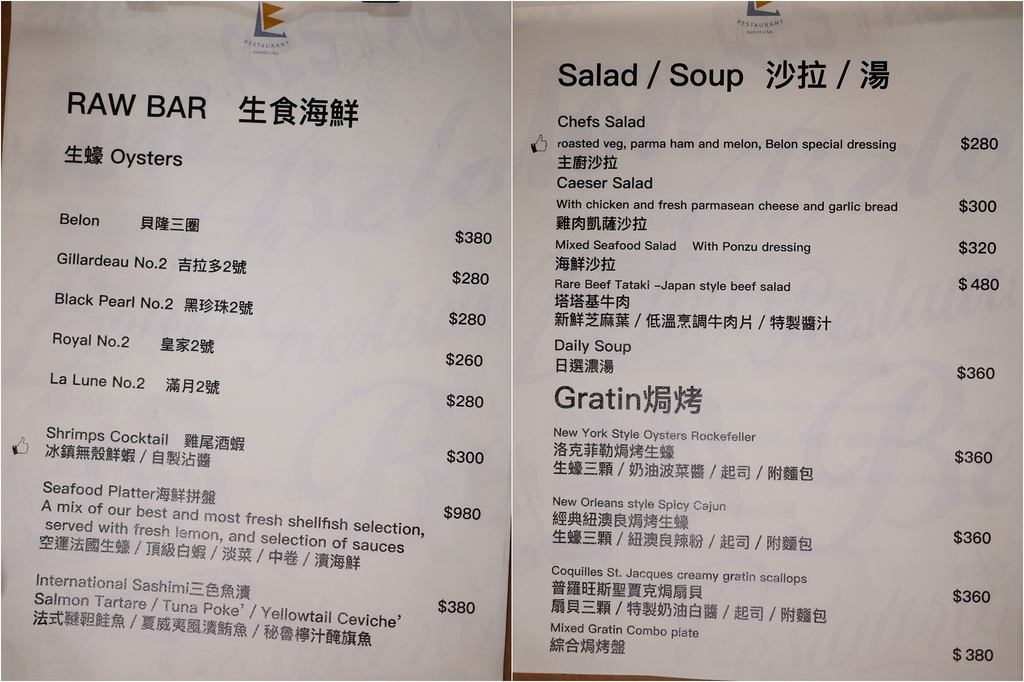 RESTAURANT
KAOHSIUNG
RAW BAR 生食海鮮
生蠔 Oysters
Belon 貝隆三圈
$380
Gillardeau No.2 吉拉多2號
$280
Black Pearl No.2 黑珍珠2號
$280
Royal No.2 皇家2號
$260
La Lune No.2 滿月2號
$280
Shrimps Cocktail 雞尾酒蝦
冰鎮無殼鮮蝦 / 自製沾醬
$300
Seafood Platter海鮮拼盤
A mix of our best and most fresh shellfish selection,
$980
served with fresh lemon, and selection of sauces
空運法國生蠔 / 頂級白蝦 / 淡菜 / 中卷 / 漬海鮮
International Sashimi三色魚漬
Salmon Tartare / Tuna Poke' / Yellowtail Ceviche'
$380
法式韃靼鮭魚 / 夏威夷風漬鮪魚 / 秘魯檸汁醃旗魚
RESTAURANT
KAOHSIUNG
Salad / Soup 沙拉 / 湯
Chefs Salad
roasted veg, parma ham and melon, Belon special dressing $280
主廚沙拉
Caeser Salad
With chicken and fresh parmasean cheese and garlic bread $300
雞肉凱薩沙拉
Mixed Seafood Salad With Ponzu dressing $320
海鮮沙拉
Rare Beef Tataki –Japan style beef salad $ 480
塔塔基牛肉
新鮮芝麻葉 / 低溫烹調牛肉片 / 特製醬汁
Daily Soup
日選濃湯 $360
Gratin焗烤
New York Style Oysters Rockefeller
洛克菲勒焗烤生蠔 $360
生蠔三顆 / 奶油波菜醬 / 起司 / 附麵包
New Orleans style Spicy Cajun
經典紐澳良焗烤生蠔
生蠔三顆 / 紐澳良辣粉 / 起司 / 附麵包 $360
Coquilles St. Jacques creamy gratin scallops
普羅旺斯聖賈克焗扇貝 $360
扇貝三顆 / 特製奶油白醬 / 起司 / 附麵包
Mixed Gratin Combo plate
綜合焗烤盤 $ 380